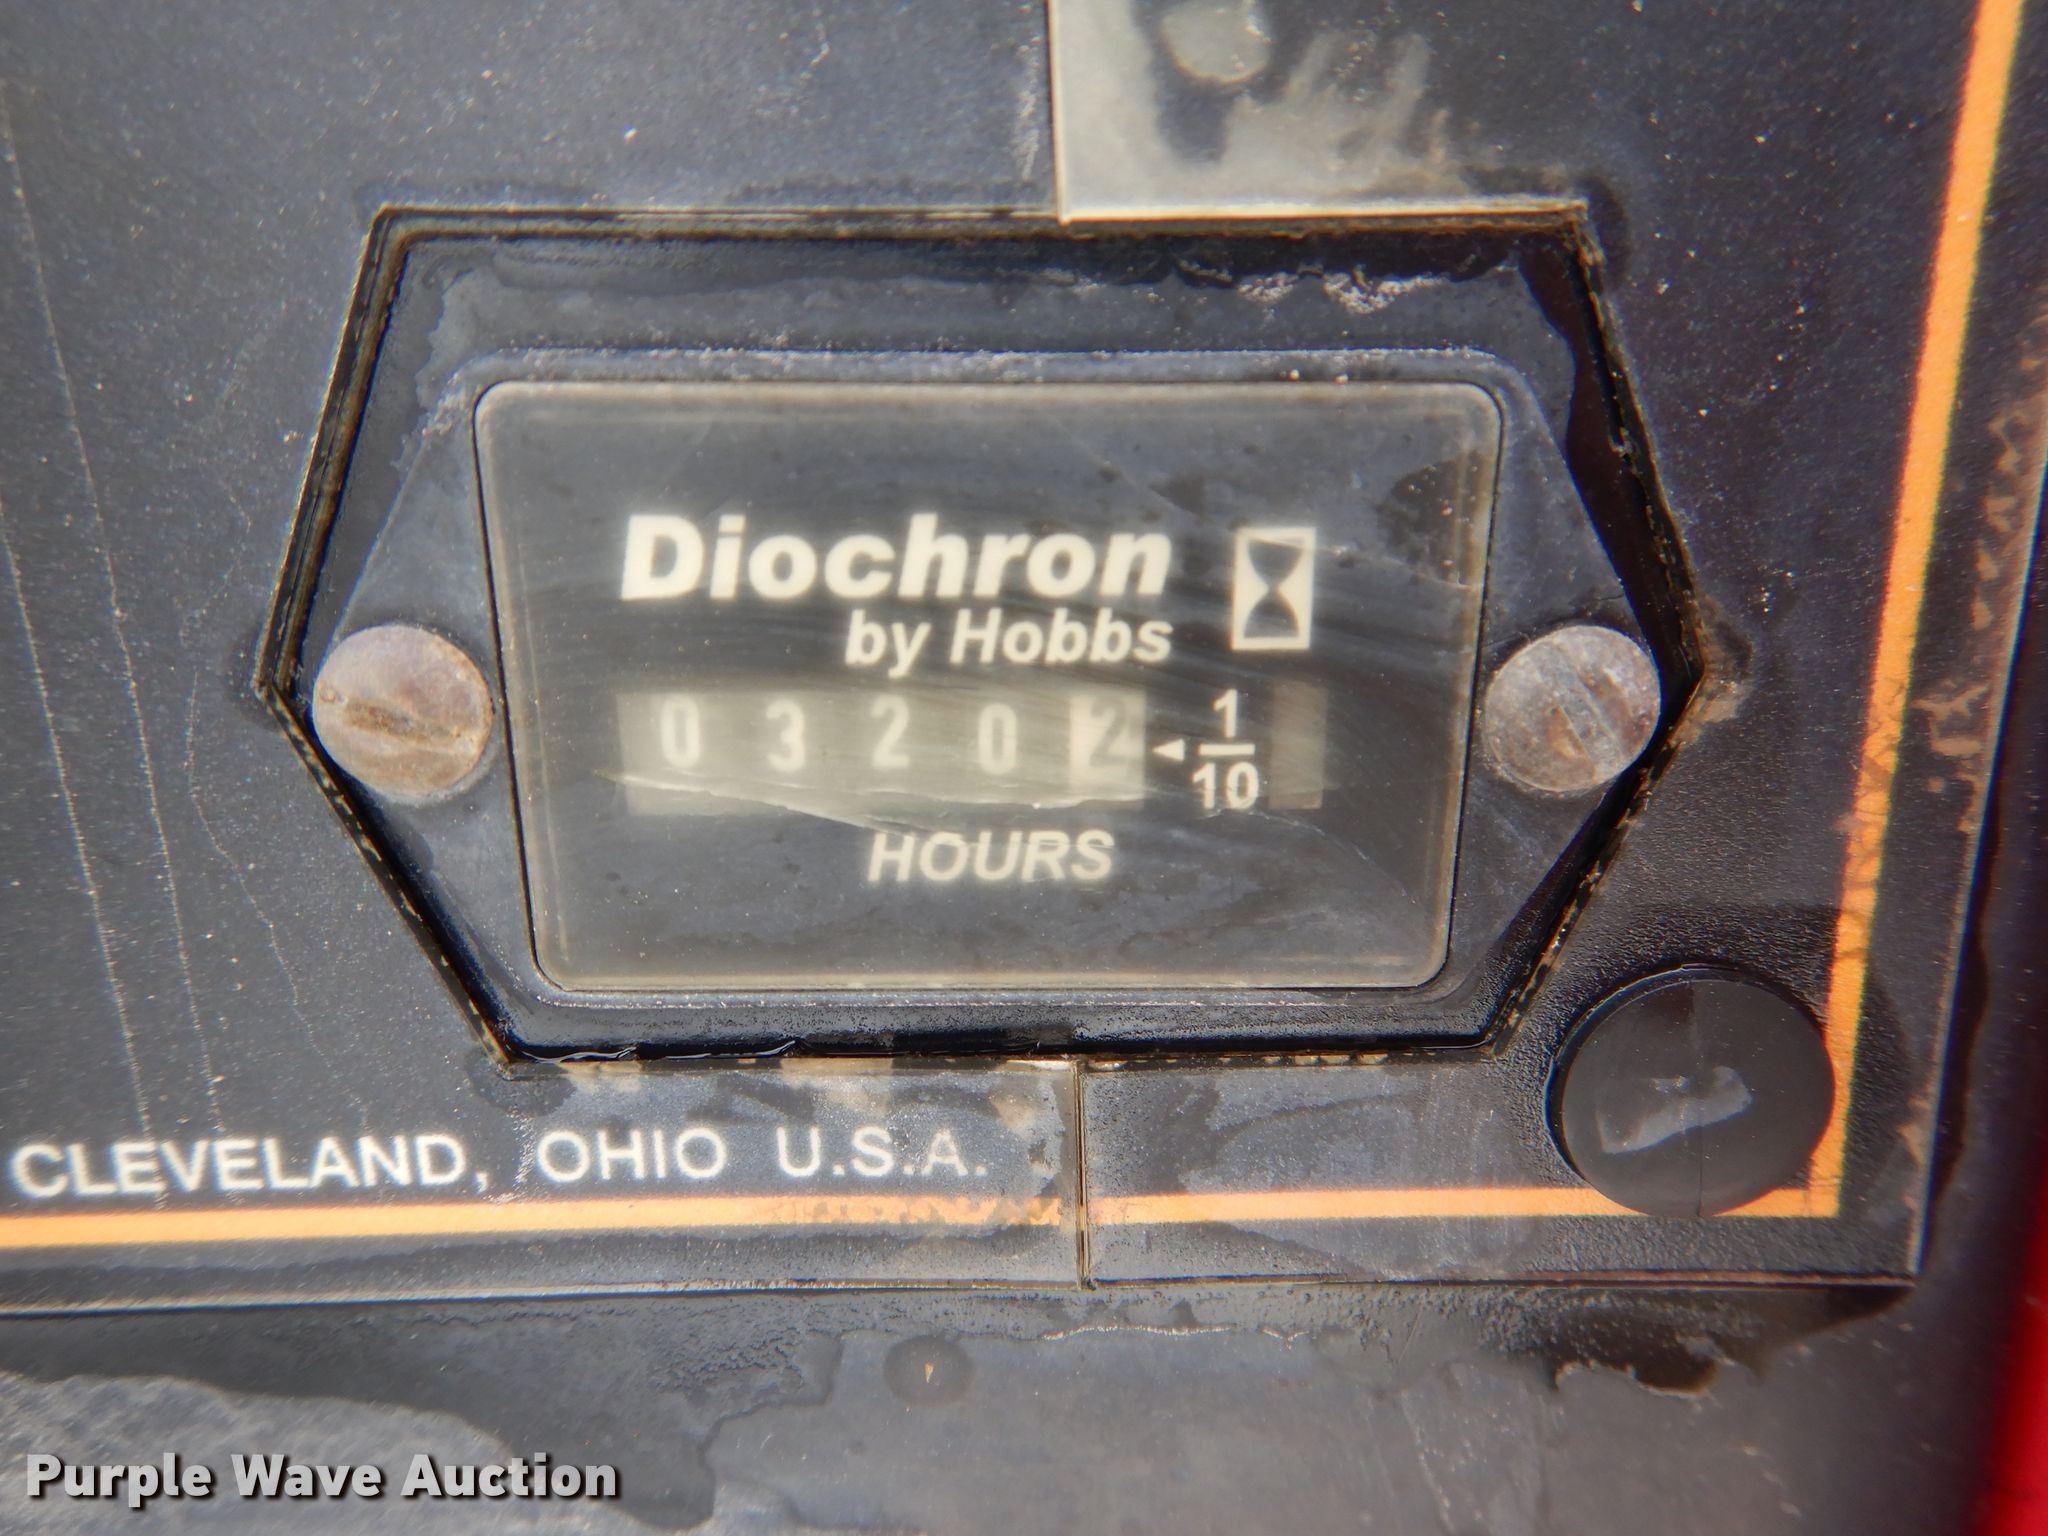 Diochron
by Hobbs
0 3 2 0 2 ◄ 1/10
HOURS
CLEVELAND, OHIO U.S.A.
Purple Wave Auction